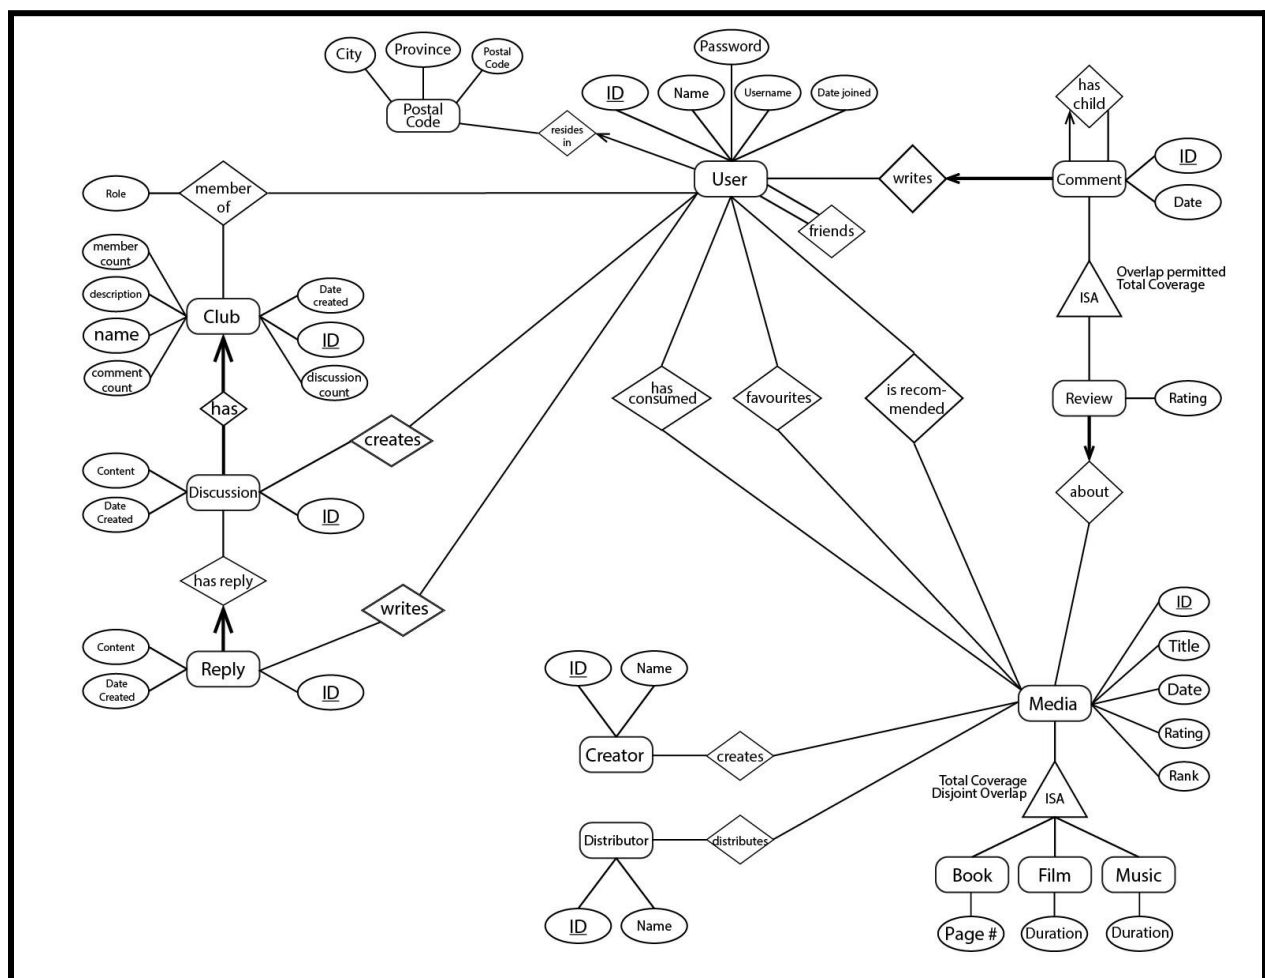 City
Province
Postal
Code
Postal
Code
resides
in
Password
ID
Name
Username
Date joined
User
friends
writes
has
child
Comment
ID
Date
ISA
Overlap permitted
Total Coverage
Review
Rating
about
Role
member
of
member
count
description
name
comment
count
Club
Date
created
ID
discussion
count
has
creates
Content
Date
Created
Discussion
ID
has reply
writes
Content
Date
Created
Reply
ID
has
consumed
favourites
is recom-
mended
ID
Name
Creator
creates
Distributor
distributes
ID
Name
Media
ID
Title
Date
Rating
Rank
Total Coverage
Disjoint Overlap
ISA
Book
Film
Music
Page #
Duration
Duration